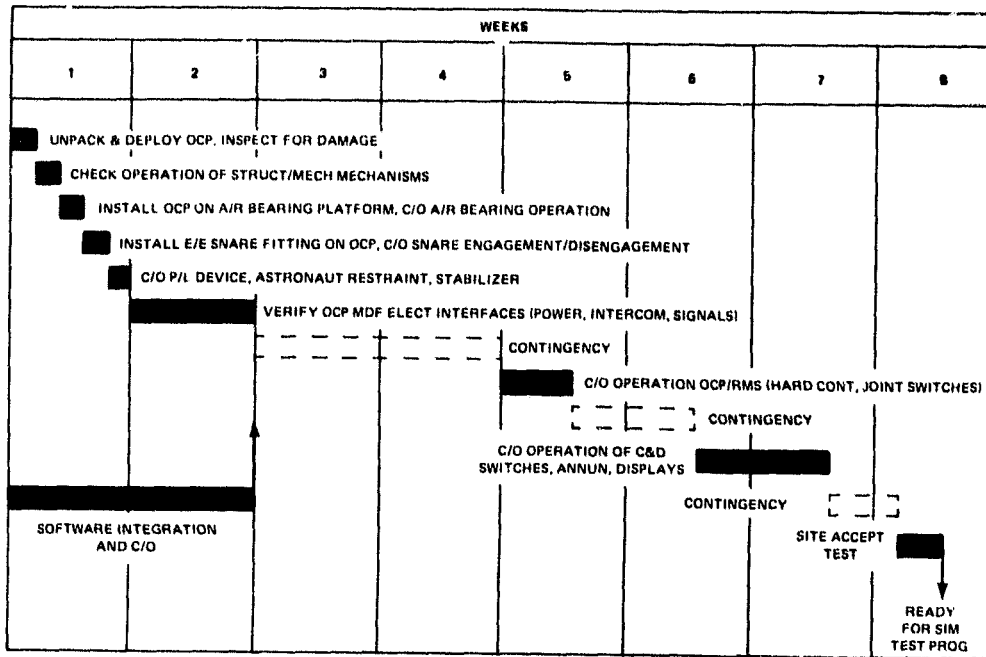 WEEKS
1 2 3 4 5 6 7 8
UNPACK & DEPLOY OCP, INSPECT FOR DAMAGE
CHECK OPERATION OF STRUCT/MECH MECHANISMS
INSTALL OCP ON AIR BEARING PLATFORM, C/O AIR BEARING OPERATION
INSTALL E/E SNARE FITTING ON OCP, C/O SNARE ENGAGEMENT/DISENGAGEMENT
C/O P/L DEVICE, ASTRONAUT RESTRAINT, STABILIZER
VERIFY OCP MDF ELECT INTERFACES (POWER, INTERCOM, SIGNALS)
CONTINGENCY
C/O OPERATION OCP/RMS (HARD CONT, JOINT SWITCHES)
CONTINGENCY
C/O OPERATION OF C&D
SWITCHES, ANNUN, DISPLAYS
CONTINGENCY
SOFTWARE INTEGRATION
AND C/O
SITE ACCEPT
TEST
READY
FOR SIM
TEST PROG